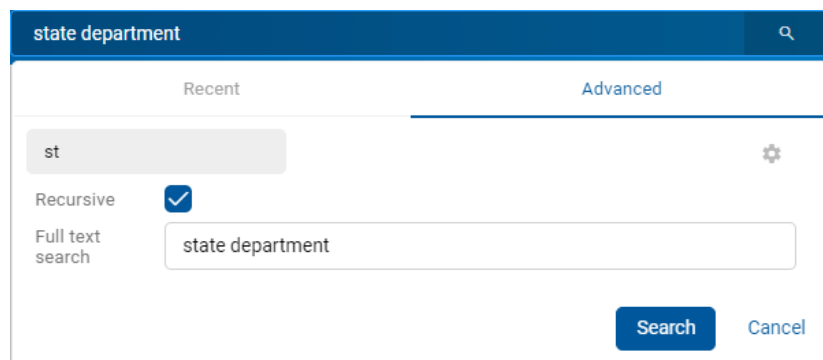 state department
Recent
Advanced
st
Recursive
Full text
search
state department
Search
Cancel